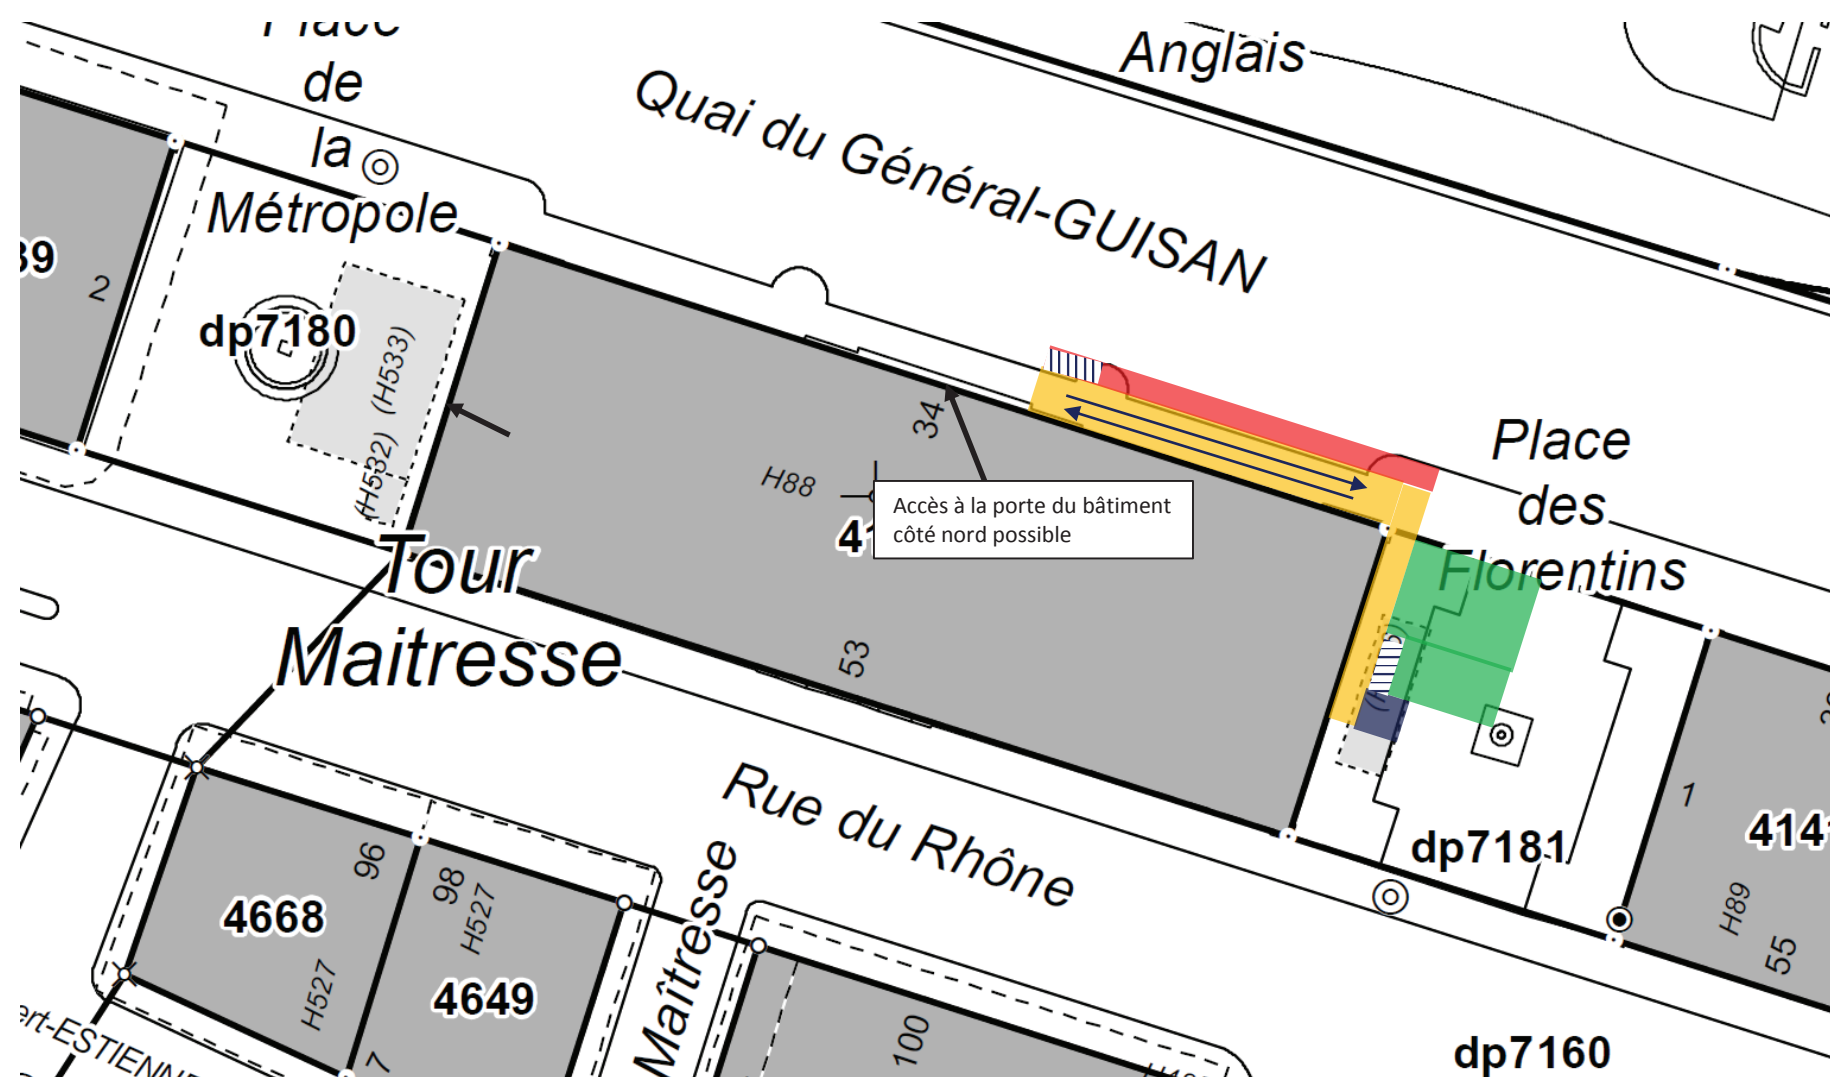 de
la
Métropole
Quai du Général-GUISAN
Anglais
39
2
dp7180
(H533)
(H532)
34
H88
Accès à la porte du bâtiment
côté nord possible
Place
des
Florentins
Tour
Maitresse
53
Rue du Rhône
1
dp7181
H89
55
96
98
H527
4668
H527
4649
Maîtresse
100
7
dp7160